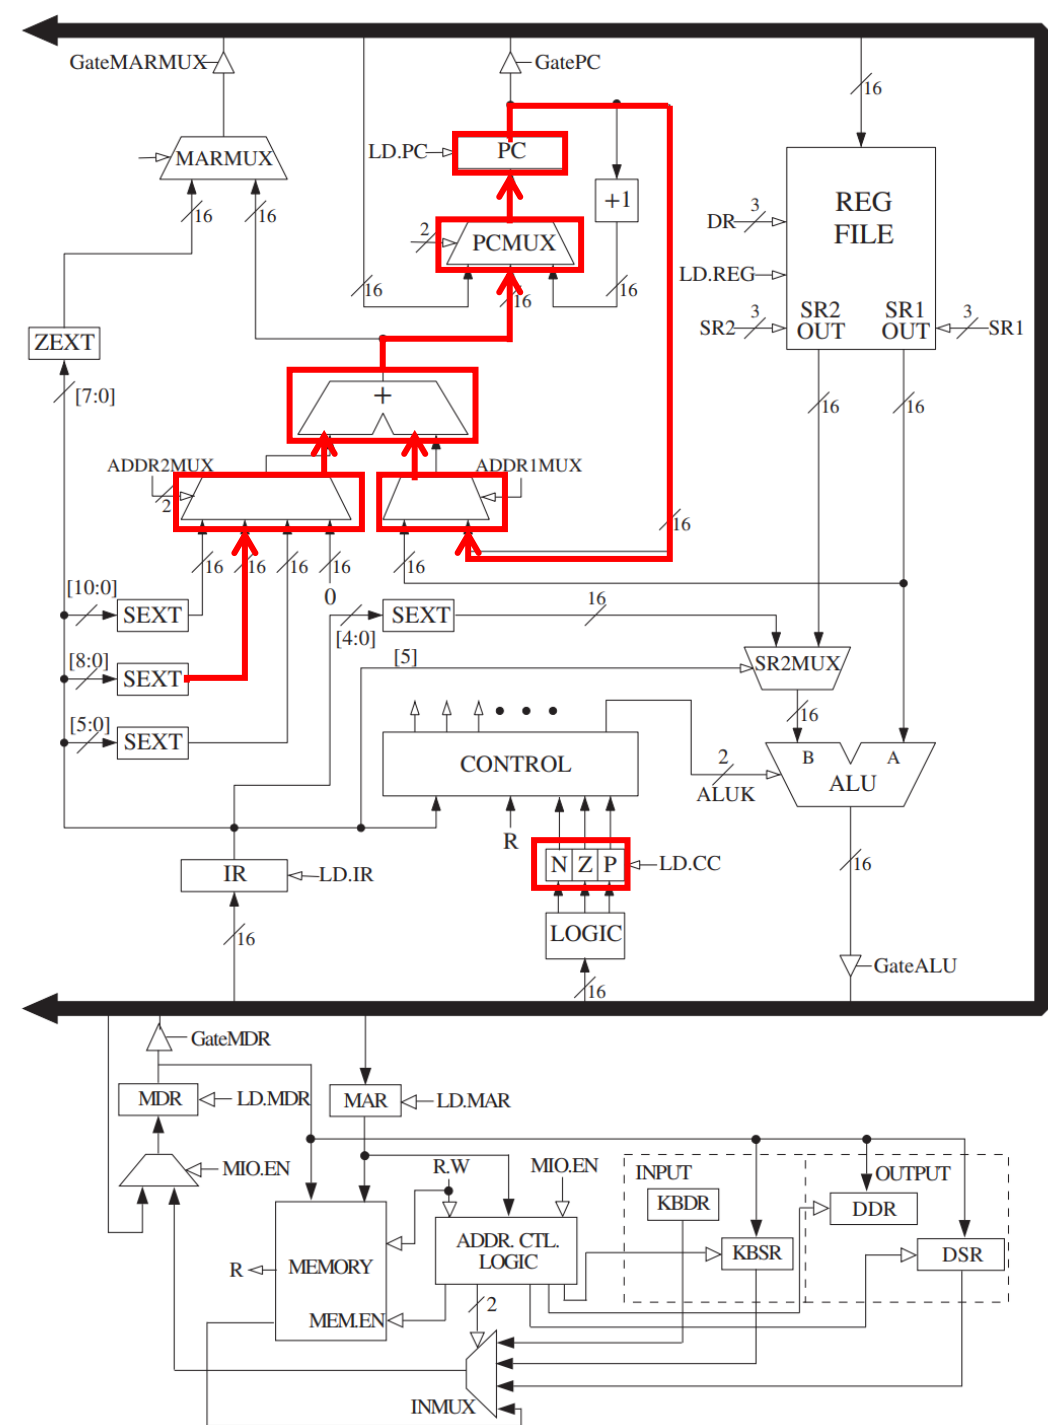 GateMARMUX
GatePC
16
MARMUX
LD.PC
PC
+1
2
PCMUX
16
16
16
16
16
DR
3
LD.REG
SR2
3
REG
FILE
SR2
OUT
SR1
OUT
3
SR1
ZEXT
[7:0]
+
16
16
ADDR2MUX
2
ADDR1MUX
16
16
16
16
16
16
0
[10:0]
SEXT
[4:0]
SEXT
16
[8:0]
SEXT
[5]
SR2MUX
[5:0]
SEXT
16
CONTROL
2
ALUK
B
A
ALU
R
IR
LD.IR
N Z P
LD.CC
16
16
LOGIC
16
GateALU
GateMDR
MDR
LD.MDR
MAR
LD.MAR
MIO.EN
R.W
MIO.EN
INPUT
OUTPUT
KBDR
DDR
KBSR
DSR
MEMORY
R
MEM.EN
ADDR. CTL.
LOGIC
2
INMUX